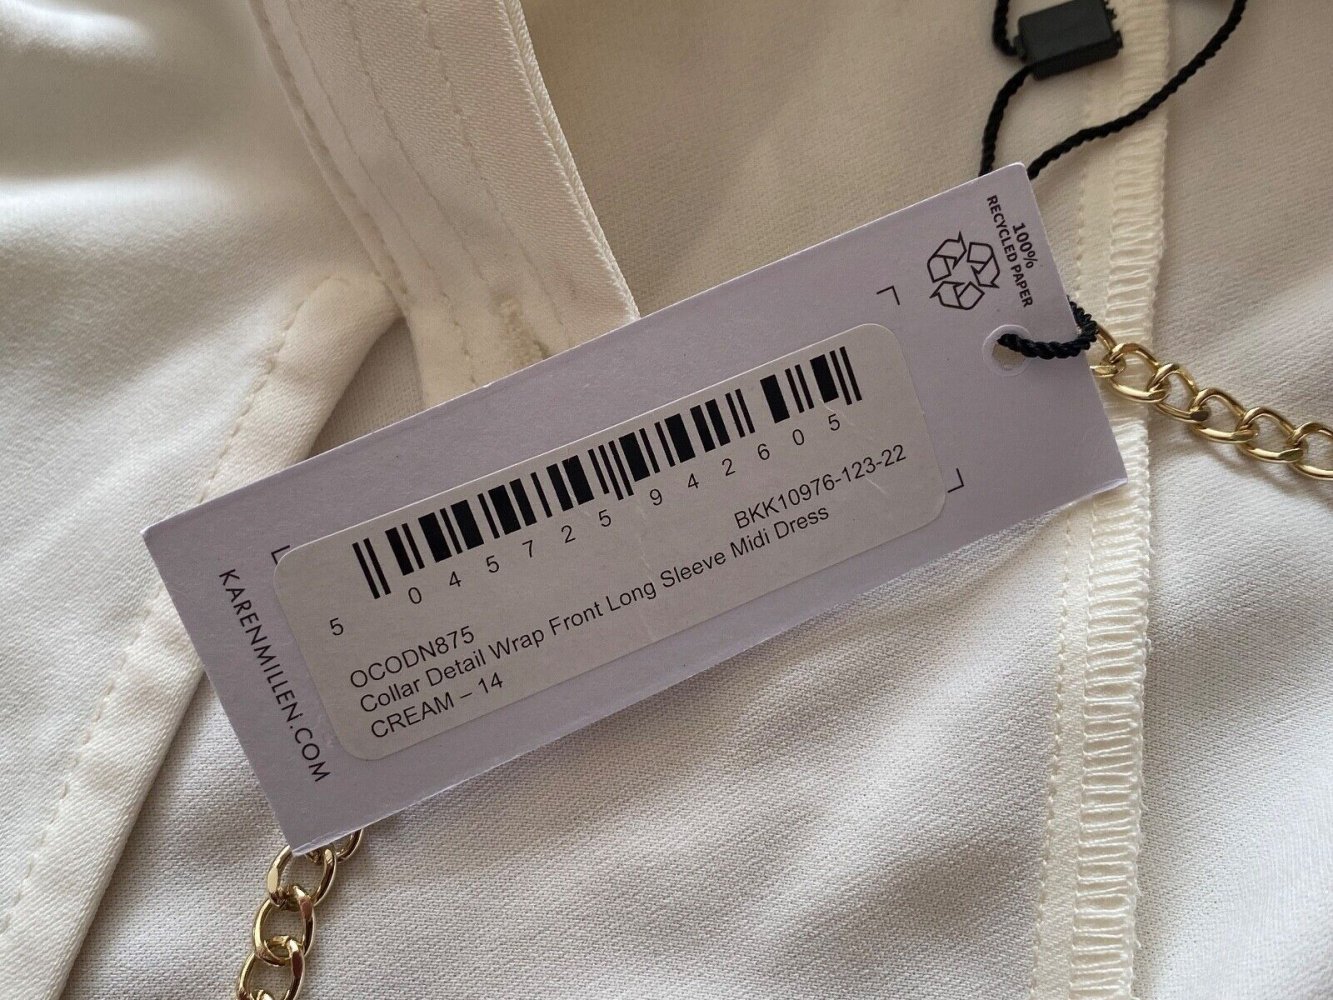 100%
RECYCLED PAPER
5 045725 942605
BKK10976-123-22
OCODN875
Collar Detail Wrap Front Long Sleeve Midi Dress
CREAM – 14
KARENMILLEN.COM